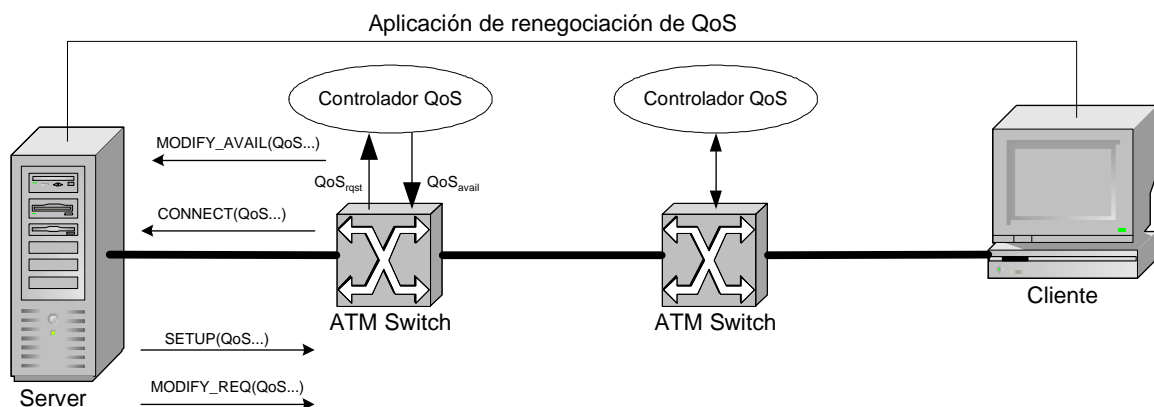 Aplicación de renegociación de QoS
Controlador QoS
Controlador QoS
MODIFY_AVAIL(QoS...)
QoSrqst
QoSavail
CONNECT(QoS...)
ATM Switch
ATM Switch
Cliente
SETUP(QoS...)
MODIFY_REQ(QoS...)
Server